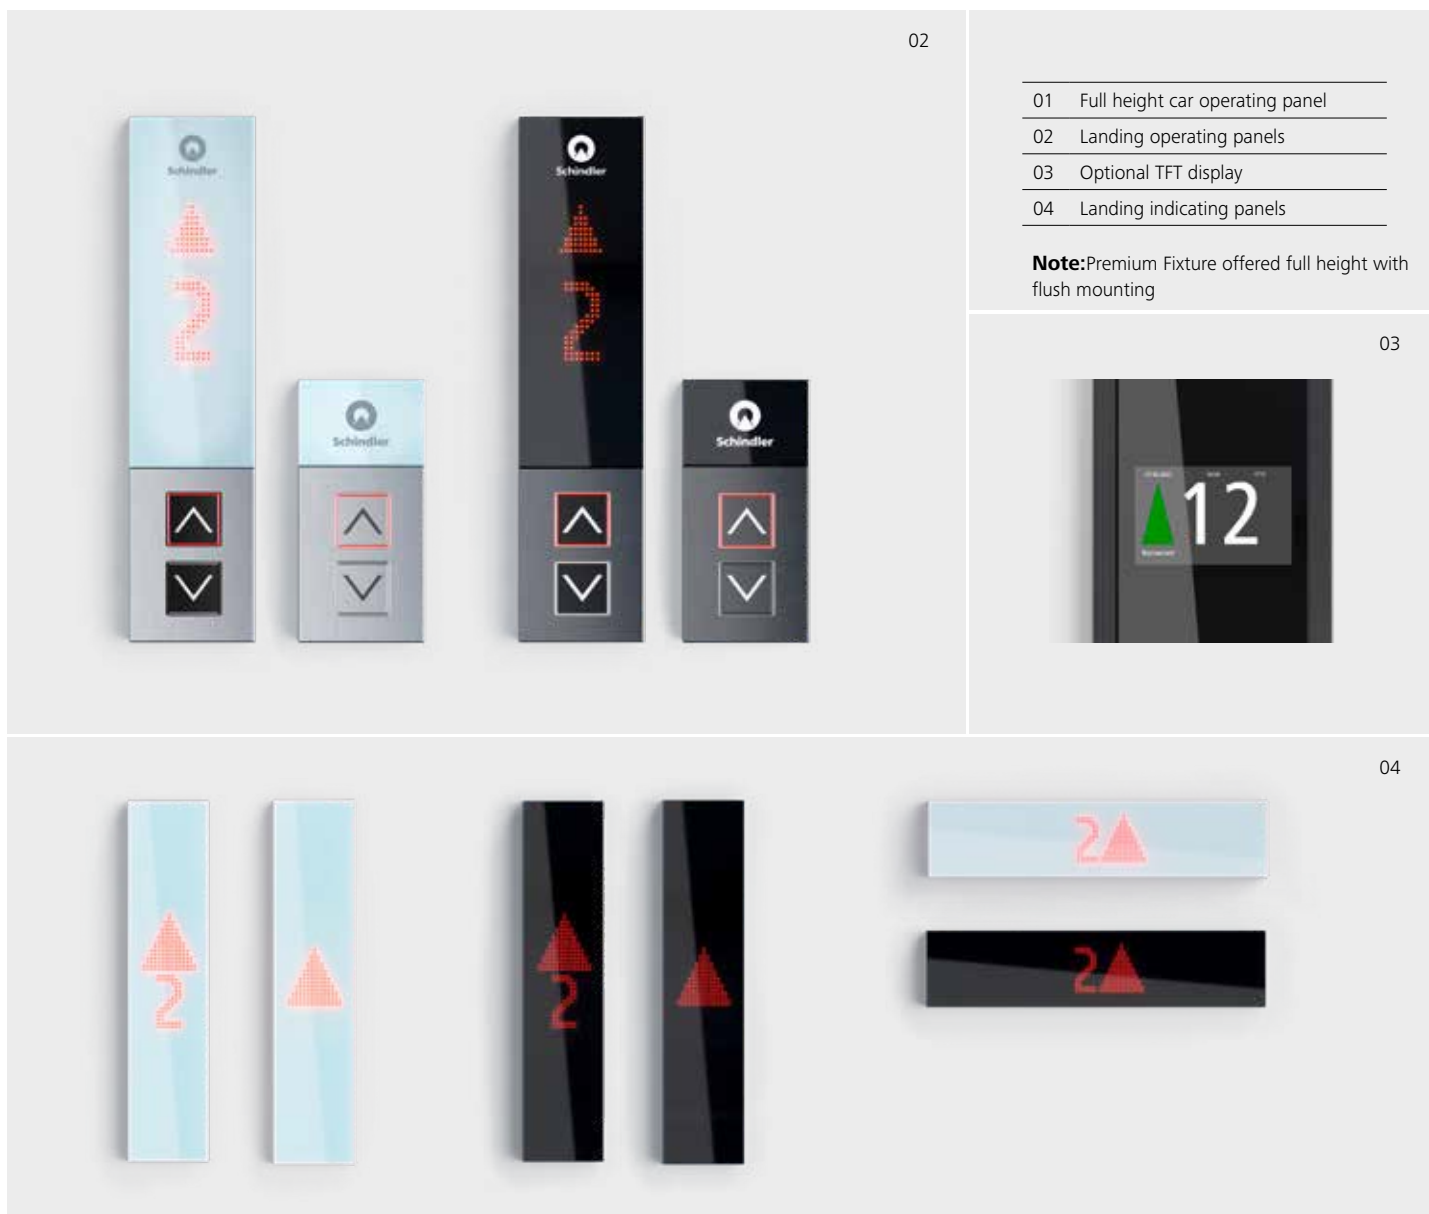 02
01 Full height car operating panel
02 Landing operating panels
03 Optional TFT display
04 Landing indicating panels
Note:Premium Fixture offered full height with
flush mounting
Schindler
2
Schindler
Schindler
2
Schindler
03
12
04
2
2
2
2